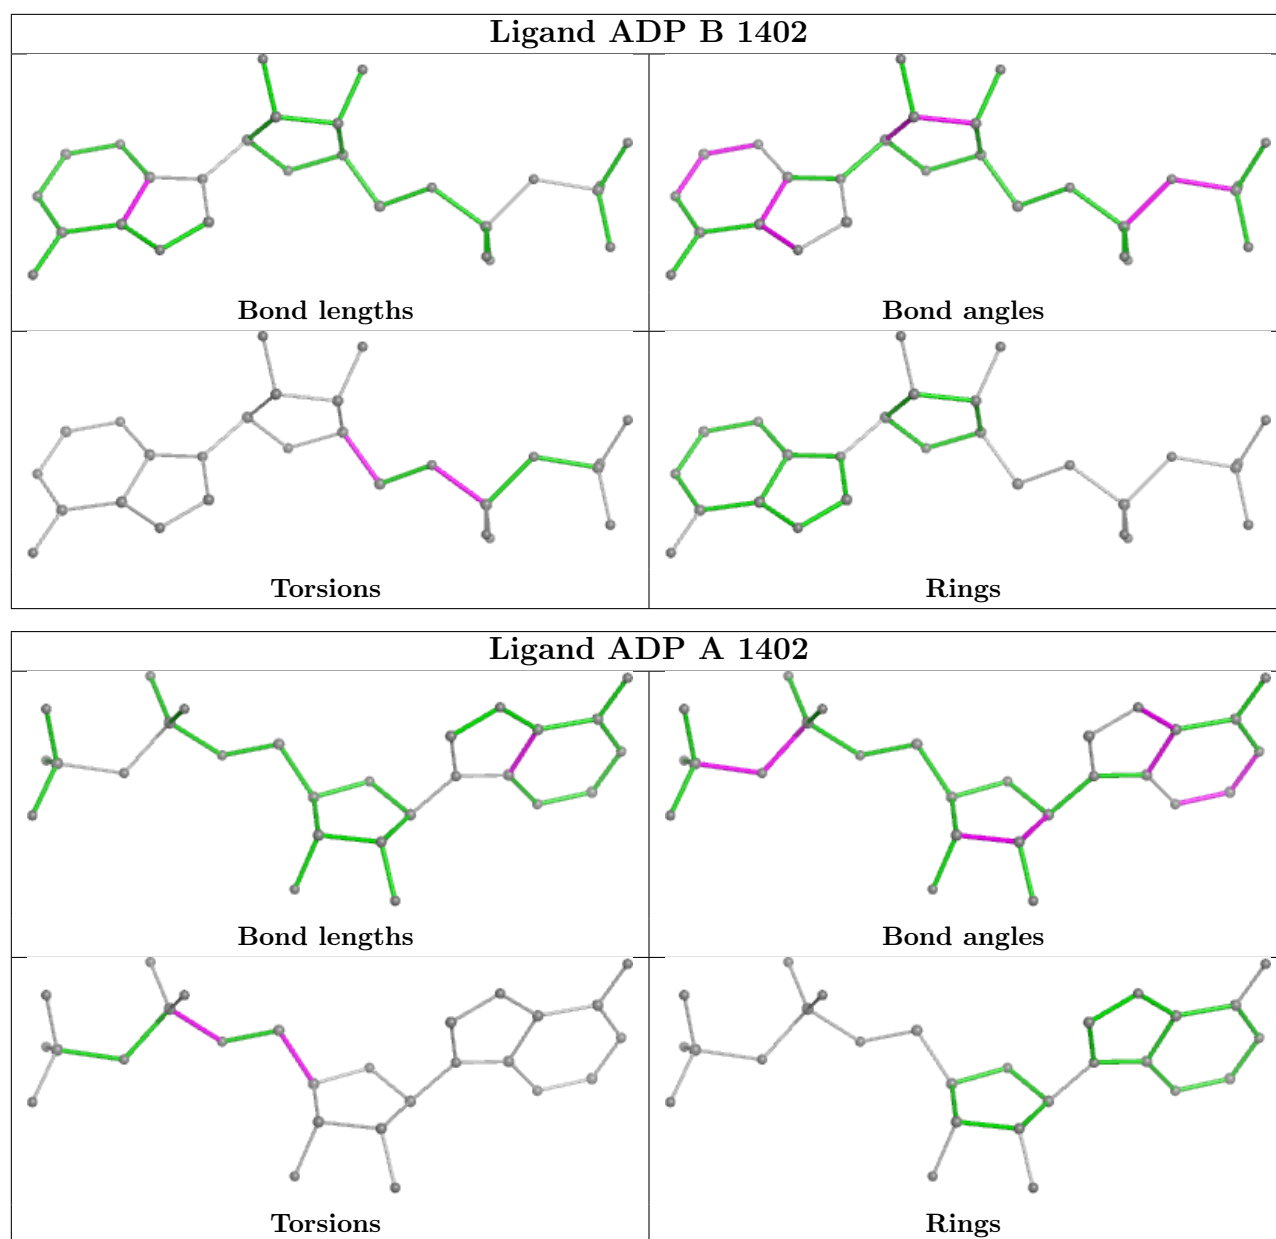 Ligand ADP B 1402
Bond lengths
Bond angles
Torsions
Rings
Ligand ADP A 1402
Bond lengths
Bond angles
Torsions
Rings